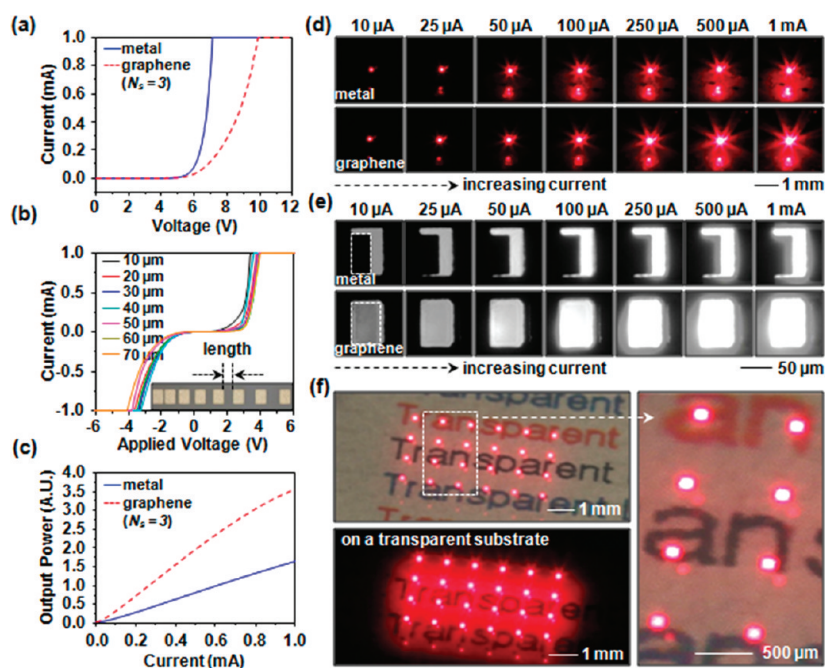 (a)
Current (mA)
1.0
0.8
0.6
0.4
0.2
0.0
metal
graphene
(Ns = 3)
0 2 4 6 8 10 12
Voltage (V)
(b)
Current (mA)
1.0
0.5
0.0
-0.5
-1.0
10 µm
20 µm
30 µm
40 µm
50 µm
60 µm
70 µm
length
-6 -4 -2 0 2 4 6
Applied Voltage (V)
(c)
Output Power (A.U.)
4.0
3.5
3.0
2.5
2.0
1.5
1.0
0.5
0.0
metal
graphene
(Ns = 3)
0.0 0.2 0.4 0.6 0.8 1.0
Current (mA)
(d)
10 µA 25 µA 50 µA 100 µA 250 µA 500 µA 1 mA
metal
graphene
increasing current
1 mm
(e)
10 µA 25 µA 50 µA 100 µA 250 µA 500 µA 1 mA
metal
graphene
increasing current
50 µm
(f)
Transparent
Transparent
Transparent
Transparent
1 mm
on a transparent substrate
Transparent
Transparent
1 mm
an
ans
an
500 µm